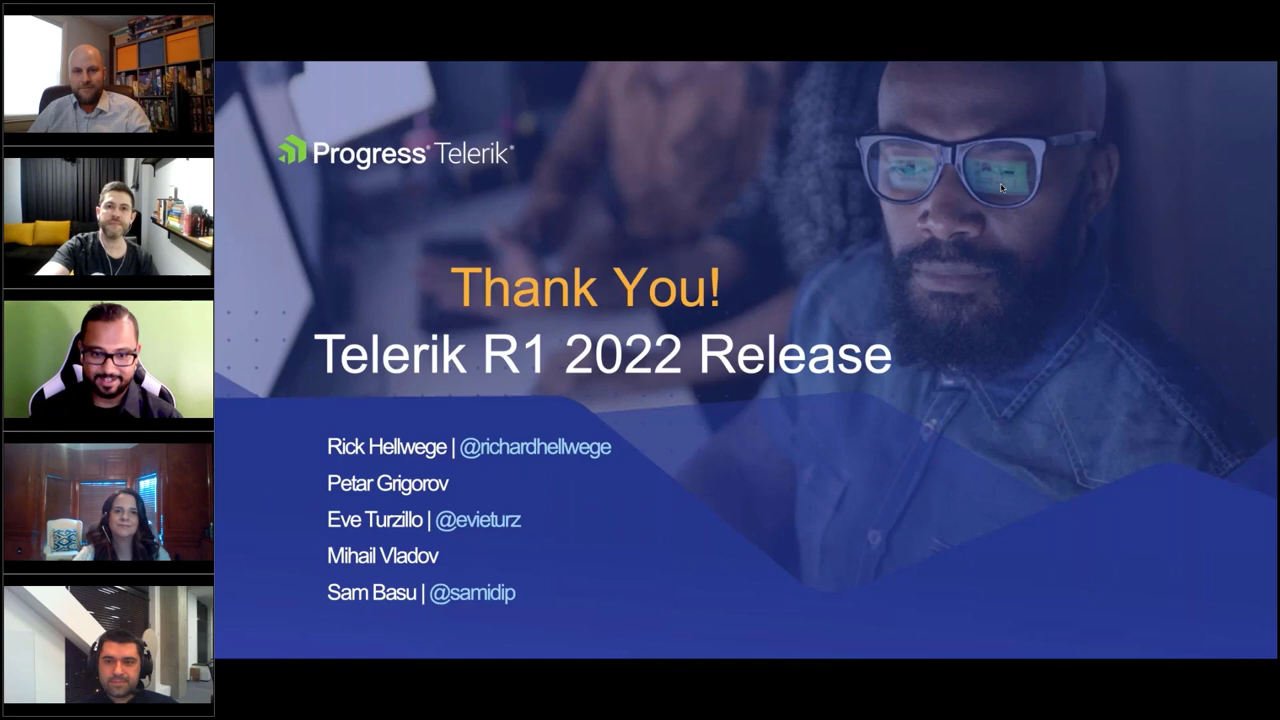 Progress® Telerik®
Thank You!
Telerik R1 2022 Release
Rick Hellwege | @richardhellwege
Petar Grigorov
Eve Turzillo | @evieturz
Mihail Vladov
Sam Basu | @samidip